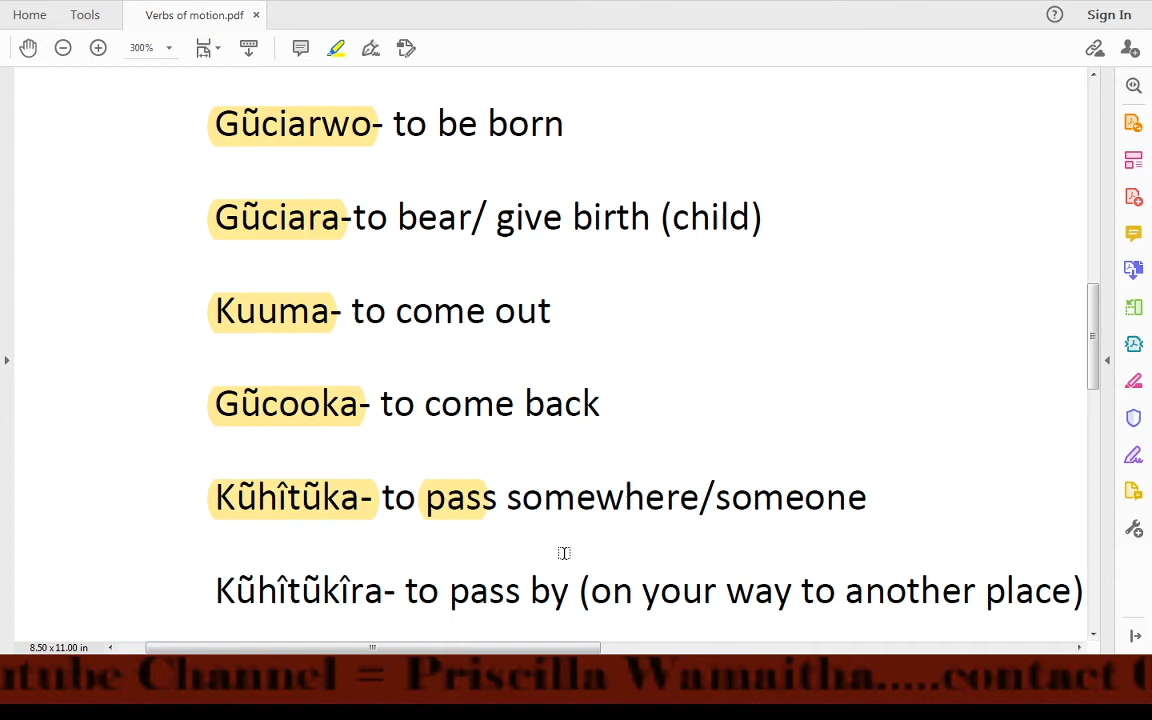 Home Tools Verbs of motion.pdf × Sign In
300%
Gũciarwo- to be born
Gũciara-to bear/ give birth (child)
Kuuma- to come out
Gũcooka- to come back
Kũhîtũka- to pass somewhere/someone
Kũhîtũkîra- to pass by (on your way to another place)
8.50 x 11.00 in
utube Channel = Priscilla Wamaitha.....contact